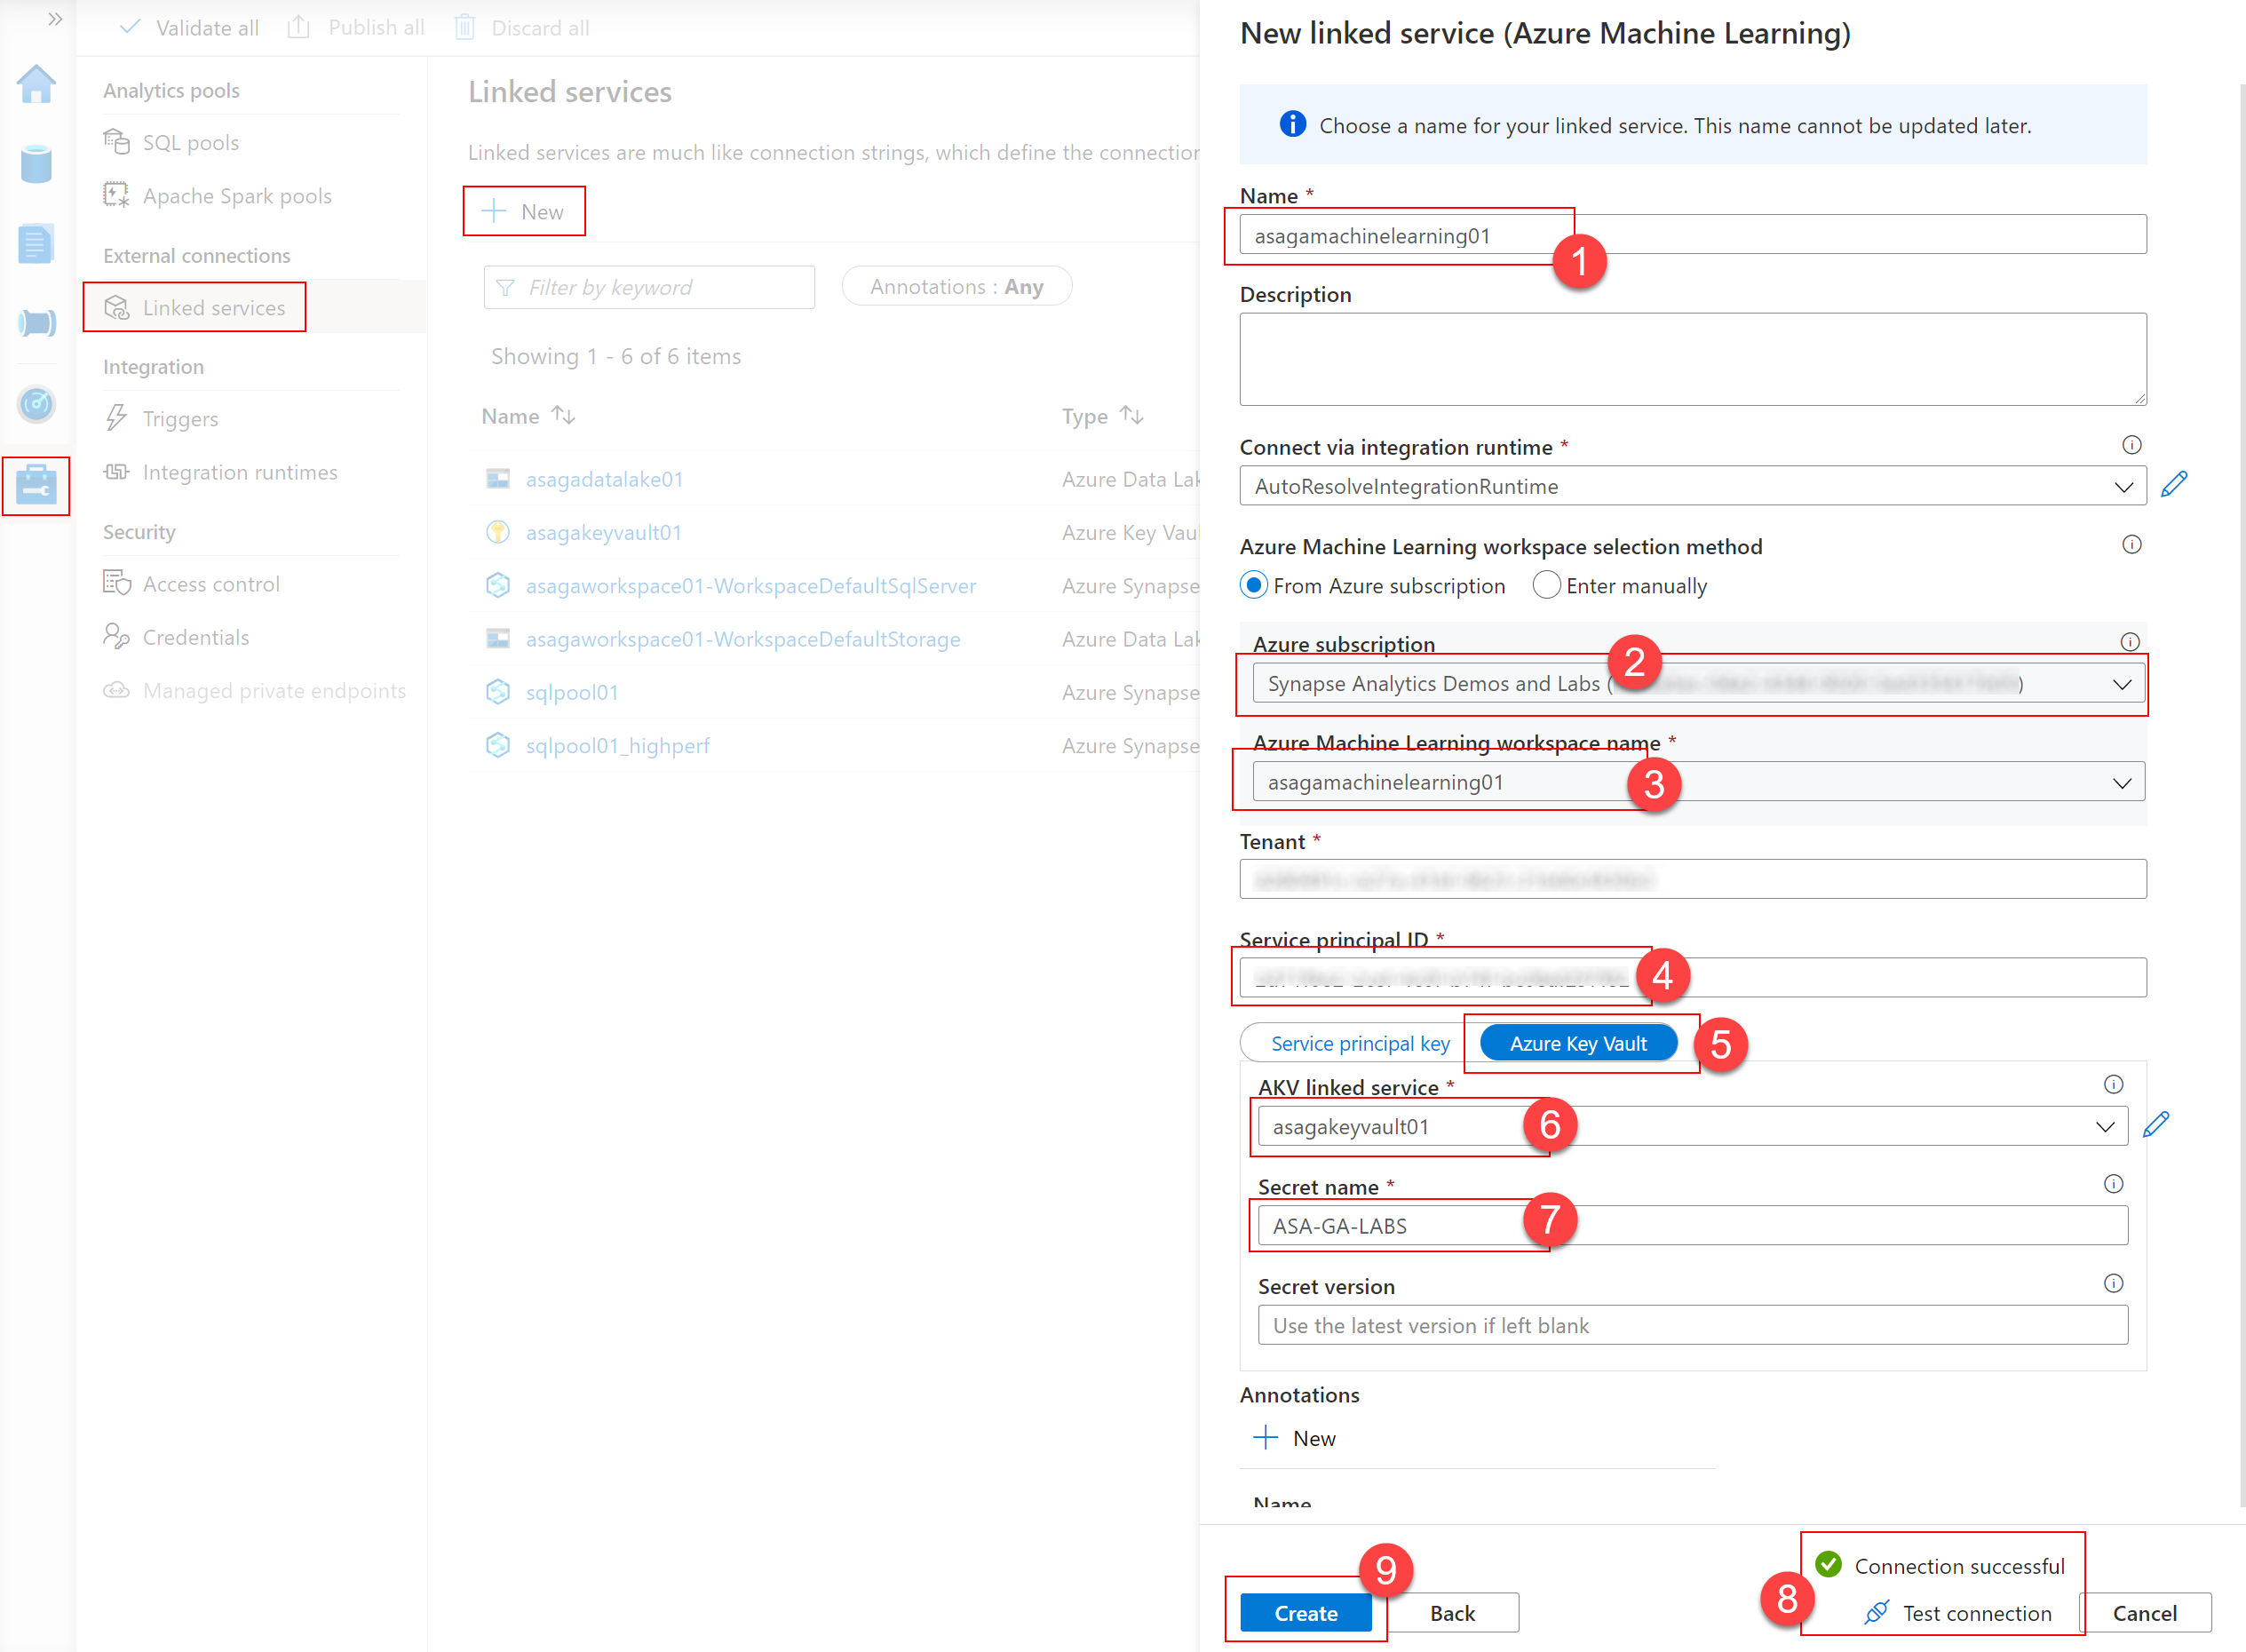 Validate all
Publish all
Discard all
Analytics pools
SQL pools
Apache Spark pools
External connections
Linked services
Integration
Triggers
Integration runtimes
Security
Access control
Credentials
Managed private endpoints
Linked services
Linked services are much like connection strings, which define the connection
New
Filter by keyword
Annotations : Any
Showing 1 - 6 of 6 items
Name
Type
asagadatalake01
Azure Data Lak
asagakeyvault01
Azure Key Vau
asagaworkspace01-WorkspaceDefaultSqlServer
Azure Synapse
asagaworkspace01-WorkspaceDefaultStorage
Azure Data Lak
sqlpool01
Azure Synapse
sqlpool01_highperf
Azure Synapse
New linked service (Azure Machine Learning)
Choose a name for your linked service. This name cannot be updated later.
Name *
asagamachinelearning01
1
Description
Connect via integration runtime *
AutoResolveIntegrationRuntime
Azure Machine Learning workspace selection method
From Azure subscription
Enter manually
Azure subscription
2
Synapse Analytics Demos and Labs ( )
Azure Machine Learning workspace name *
asagamachinelearning01
3
Tenant *
Service principal ID *
4
Service principal key
Azure Key Vault
5
AKV linked service *
asagakeyvault01
6
Secret name *
ASA-GA-LABS
7
Secret version
Use the latest version if left blank
Annotations
New
Name
Connection successful
8
Test connection
9
Create
Back
Cancel